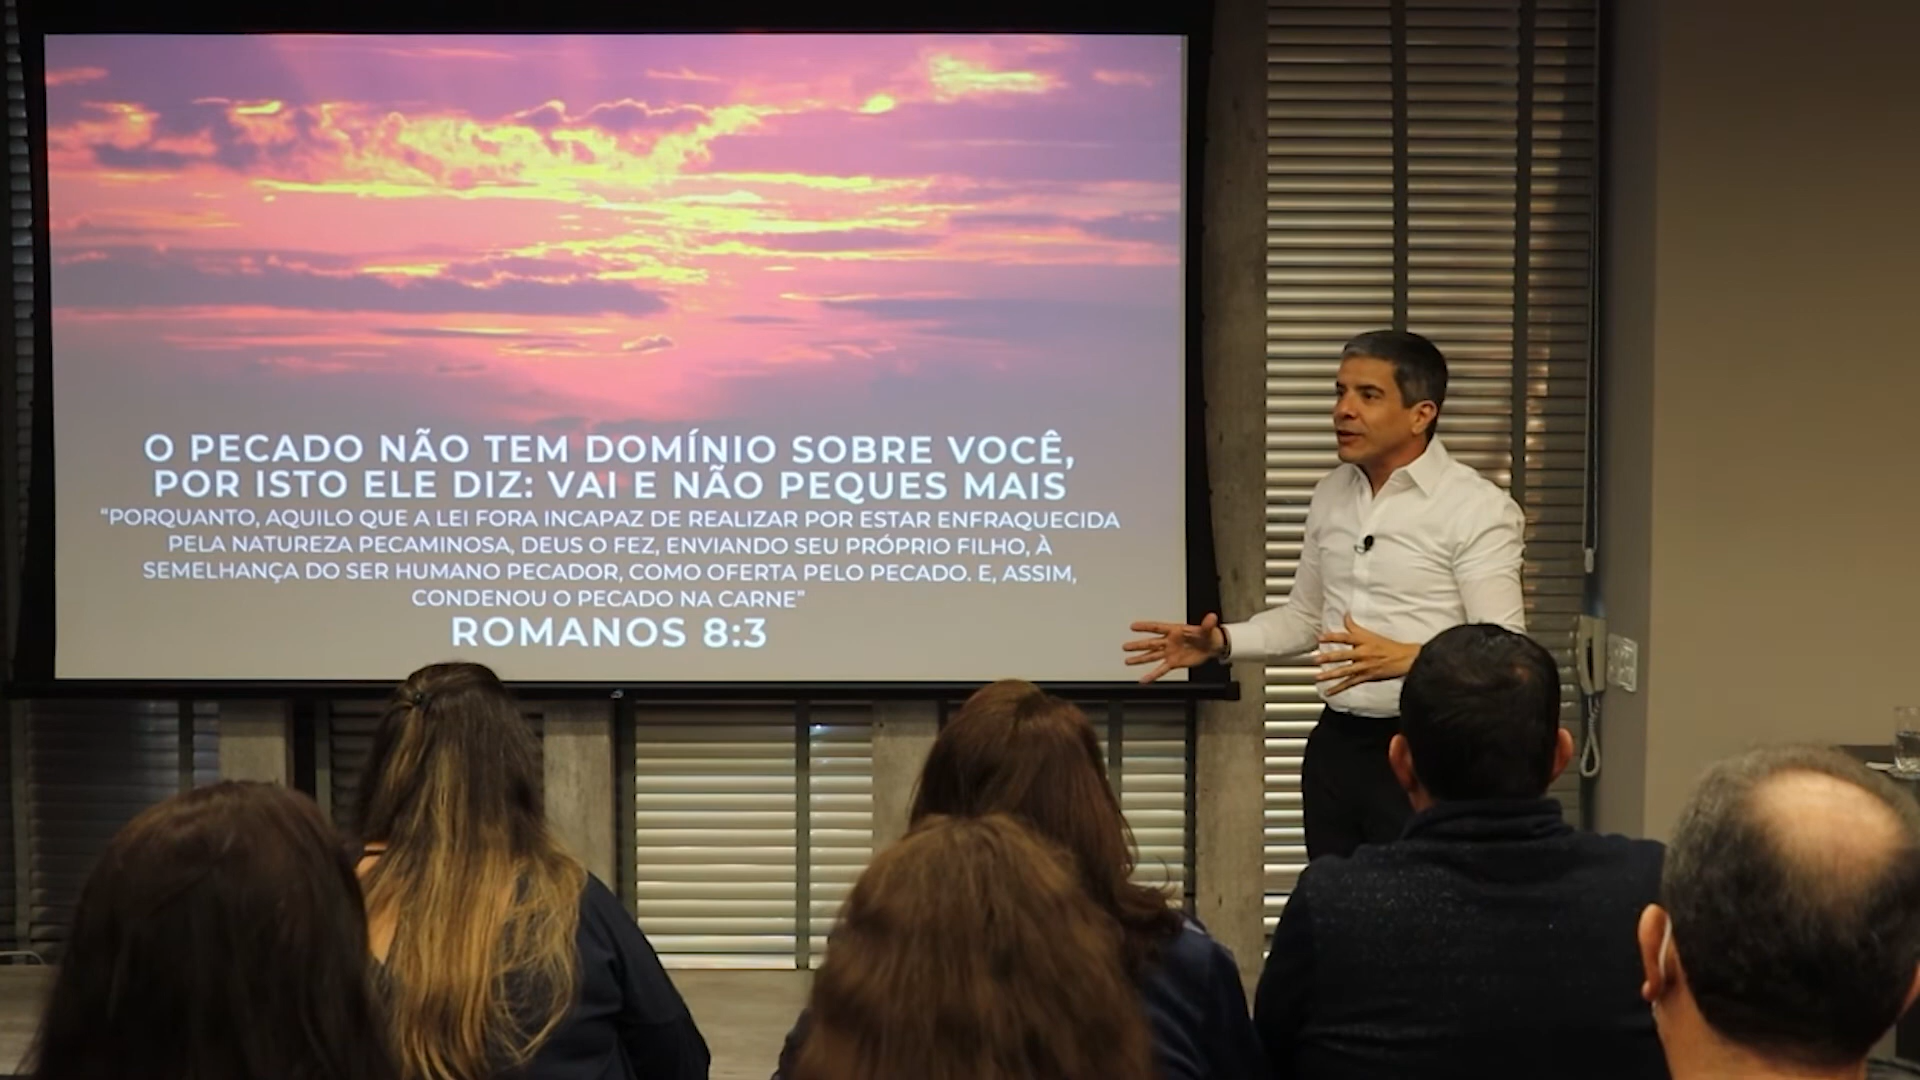 O PECADO NÃO TEM DOMÍNIO SOBRE VOCÊ,
POR ISTO ELE DIZ: VAI E NÃO PEQUES MAIS
"PORQUANTO, AQUILO QUE A LEI FORA INCAPAZ DE REALIZAR POR ESTAR ENFRAQUECIDA
PELA NATUREZA PECAMINOSA, DEUS O FEZ, ENVIANDO SEU PRÓPRIO FILHO, À
SEMELHANÇA DO SER HUMANO PECADOR, COMO OFERTA PELO PECADO. E, ASSIM,
CONDENOU O PECADO NA CARNE"
ROMANOS 8:3